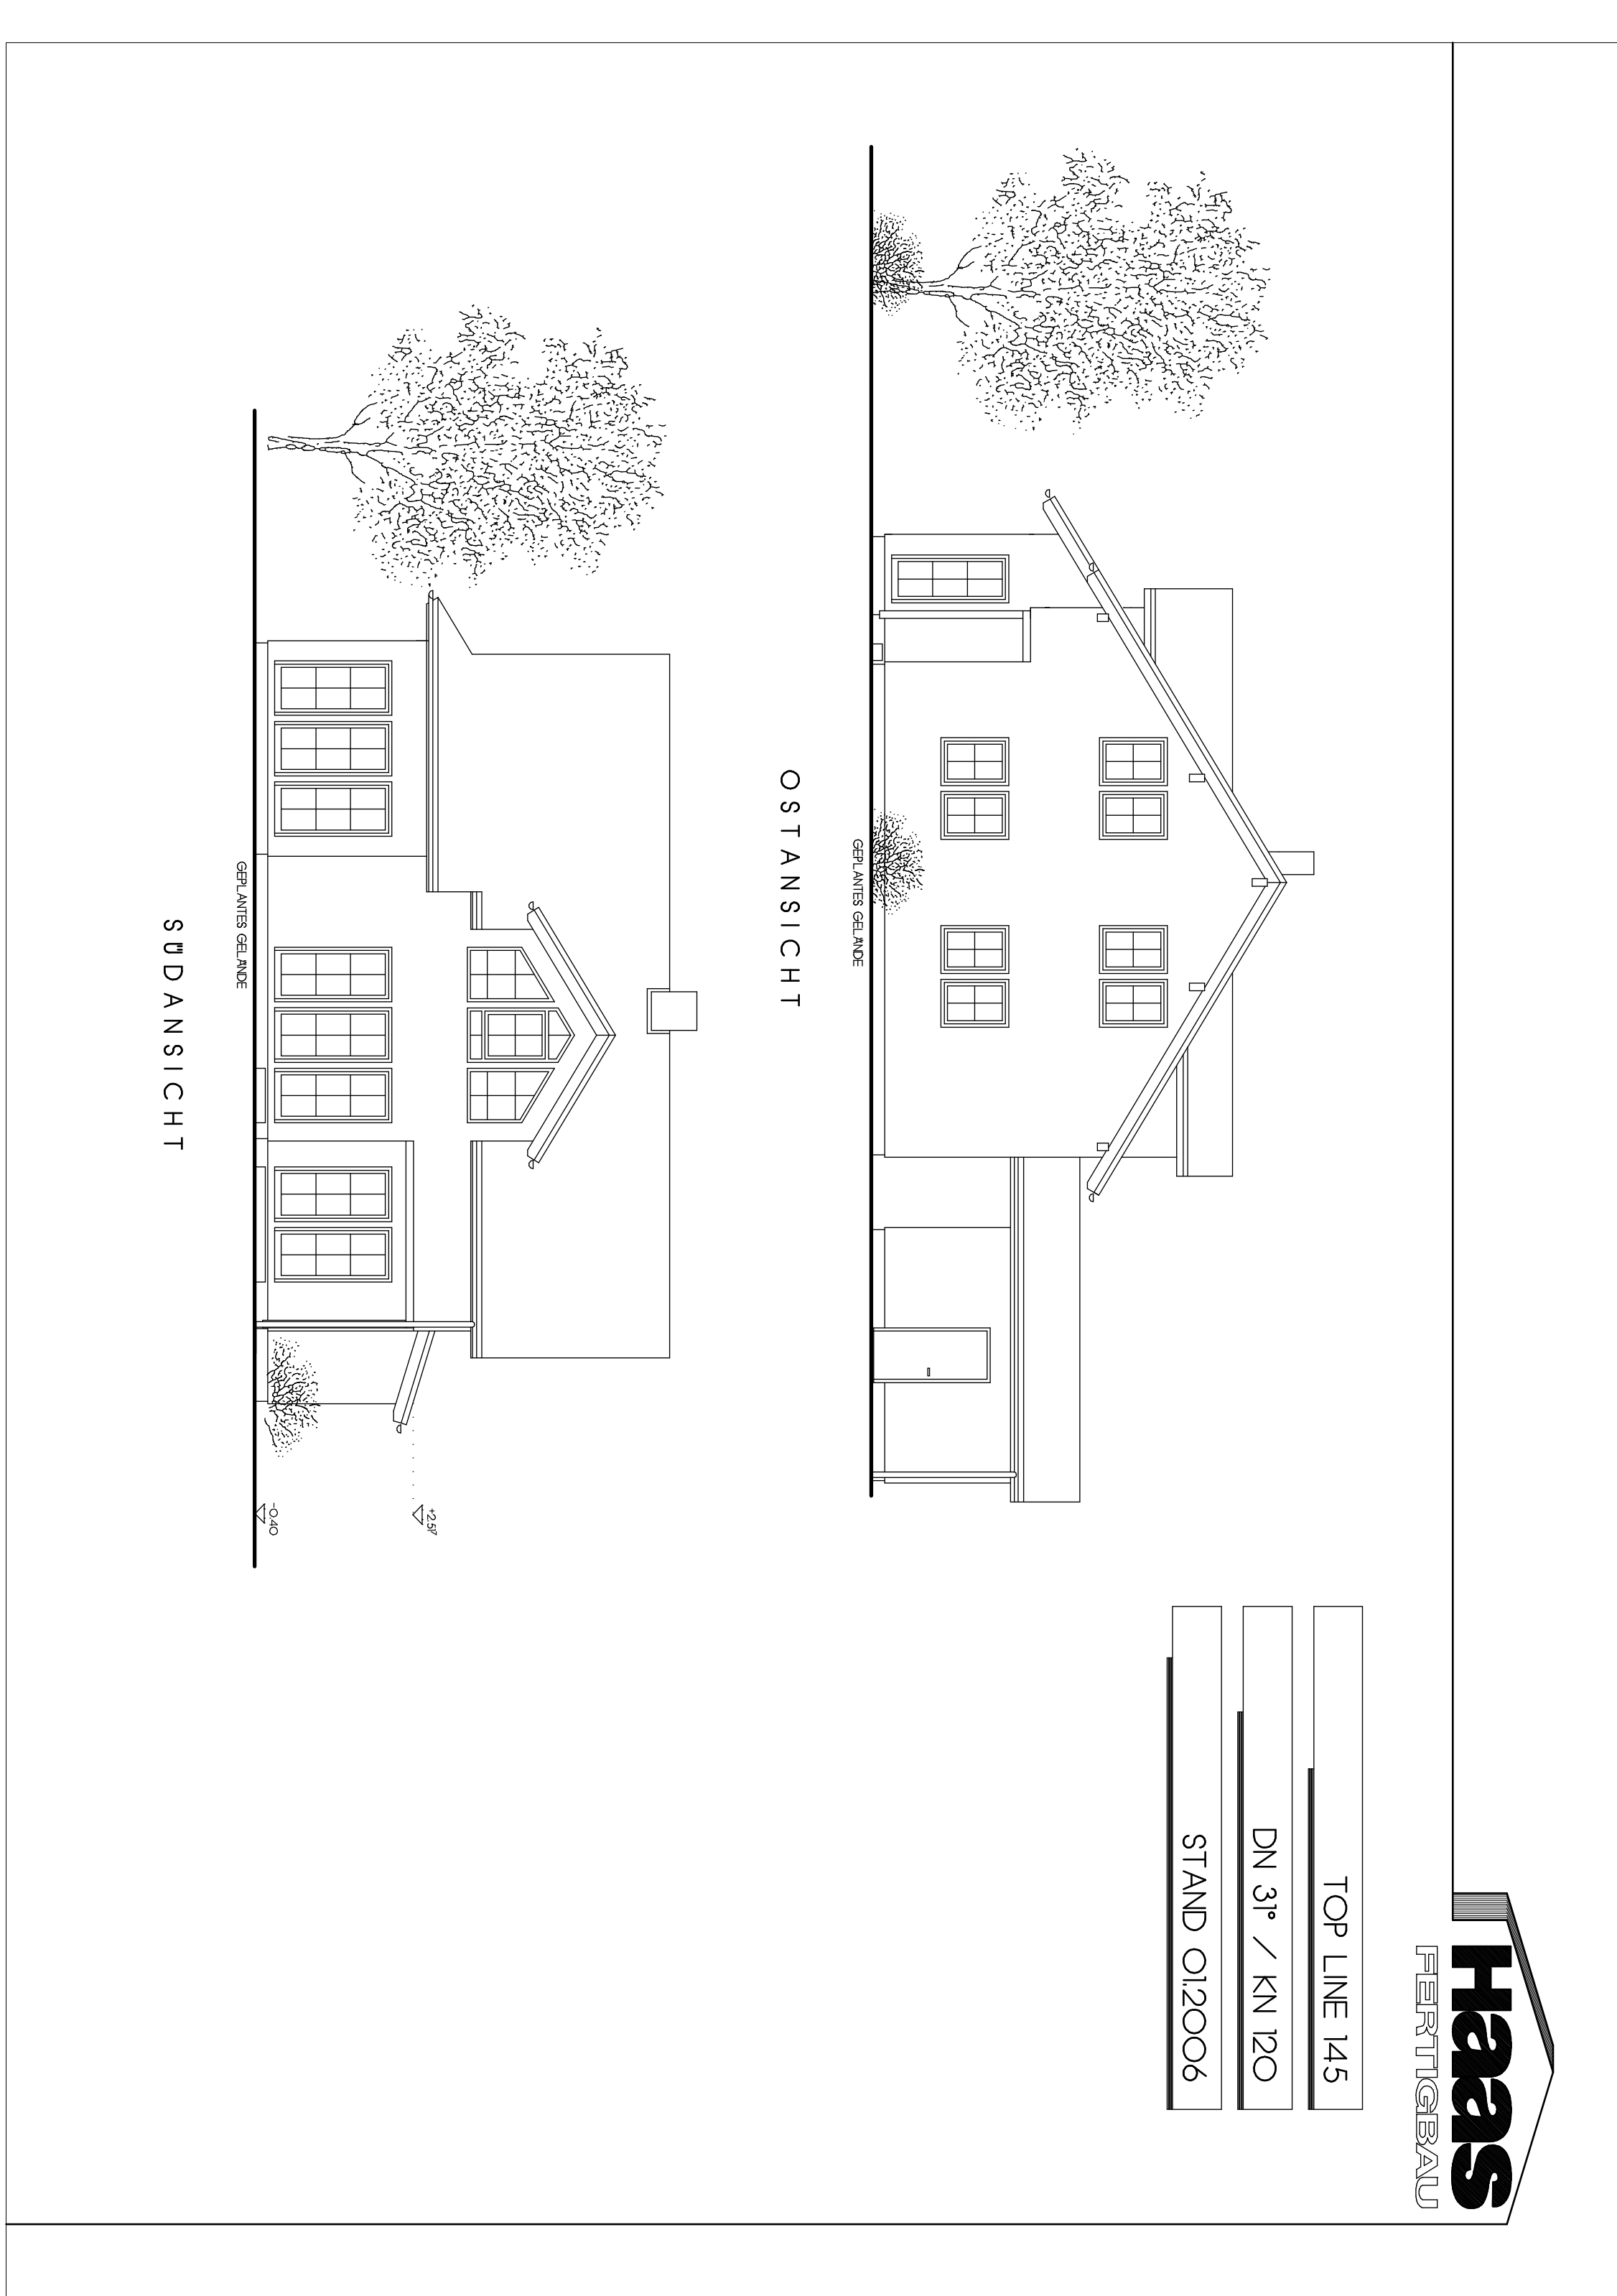 Haas
FERTIGBAU
TOP LINE 145
DN 31° / KN 120
STAND 01.2006
GEPLANTES GELÄNDE
OSTANSICHT
+2.51⁷
-0.40
GEPLANTES GELÄNDE
SÜDANSICHT